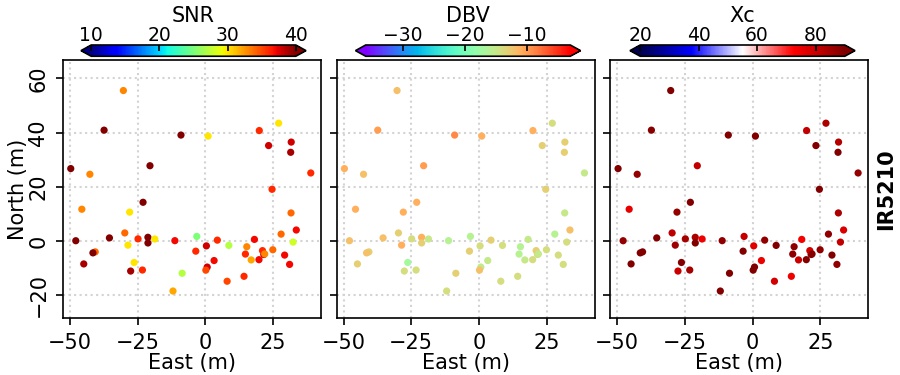 SNR DBV Xc
10 20 30 40 −30 −20 −10 20 40 60 80
60
40
20
0
−20
North (m)
IR5210
−50 −25 0 25 −50 −25 0 25 −50 −25 0 25
East (m) East (m) East (m)